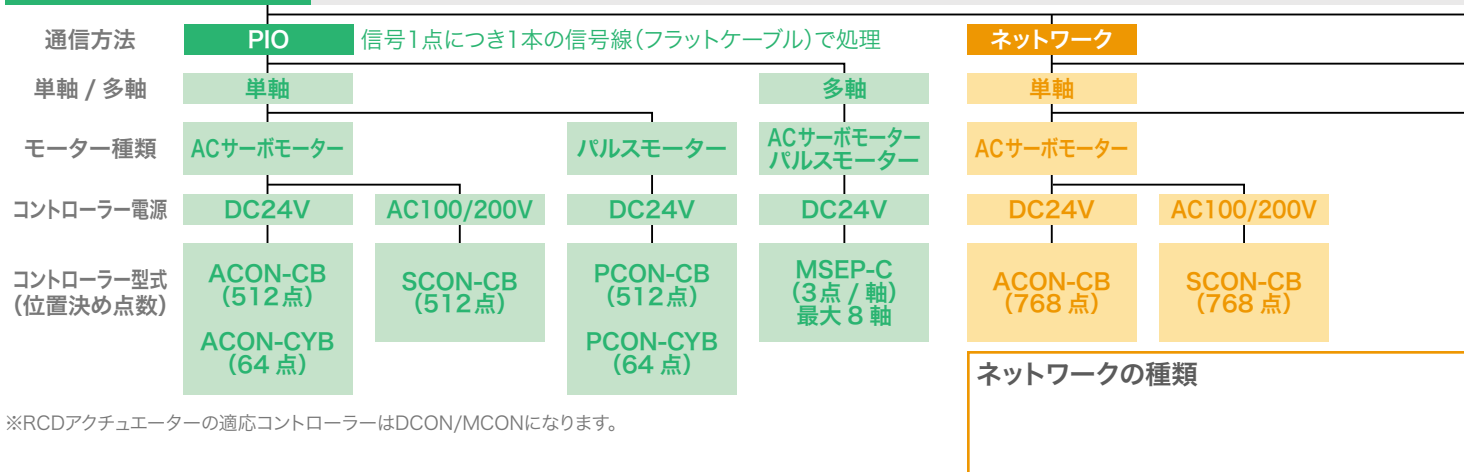 通信方法 PIO 信号1点につき1本の信号線(フラットケーブル)で処理 ネットワーク
単軸 / 多軸 単軸 多軸 単軸
モーター種類 ACサーボモーター パルスモーター ACサーボモーター ACサーボモーター
パルスモーター
コントローラー電源 DC24V AC100/200V DC24V DC24V DC24V AC100/200V
コントローラー型式
(位置決め点数)
ACON-CB
(512点)
ACON-CYB
(64 点)
SCON-CB
(512点)
PCON-CB
(512点)
PCON-CYB
(64 点)
MSEP-C
(3点 / 軸)
最大 8 軸
ACON-CB
(768 点)
SCON-CB
(768 点)
ネットワークの種類
※RCDアクチュエーターの適応コントローラーはDCON/MCONになります。